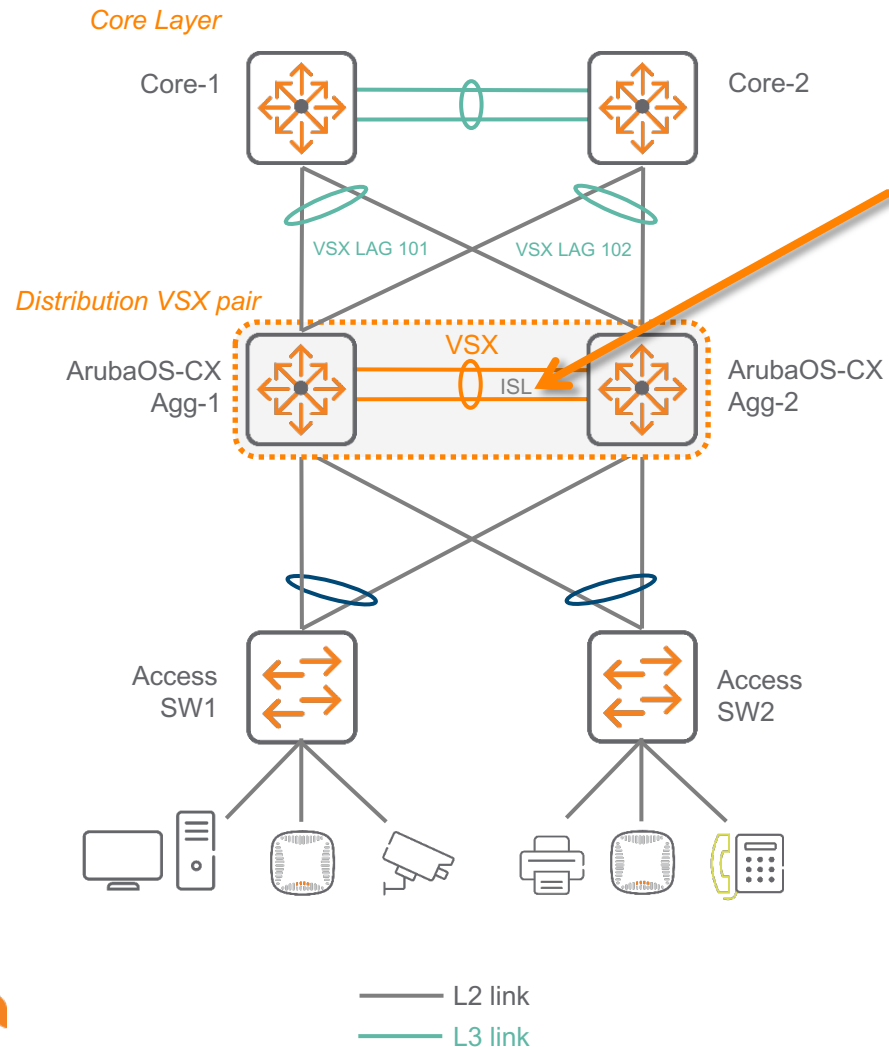 Core Layer
Core-1
Core-2
VSX LAG 101
VSX LAG 102
Distribution VSX pair
ArubaOS-CX
Agg-1
VSX
ISL
ArubaOS-CX
Agg-2
Access
SW1
Access
SW2
L2 link
L3 link